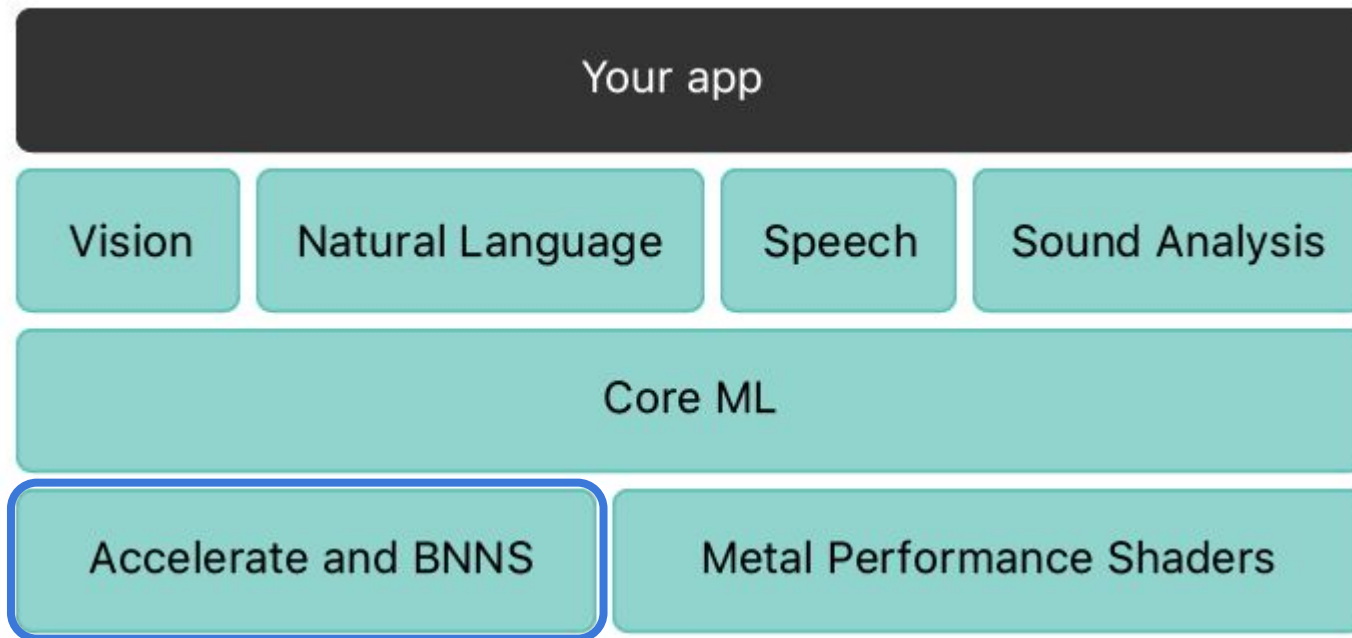 Your app
Vision Natural Language Speech Sound Analysis
Core ML
Accelerate and BNNS Metal Performance Shaders